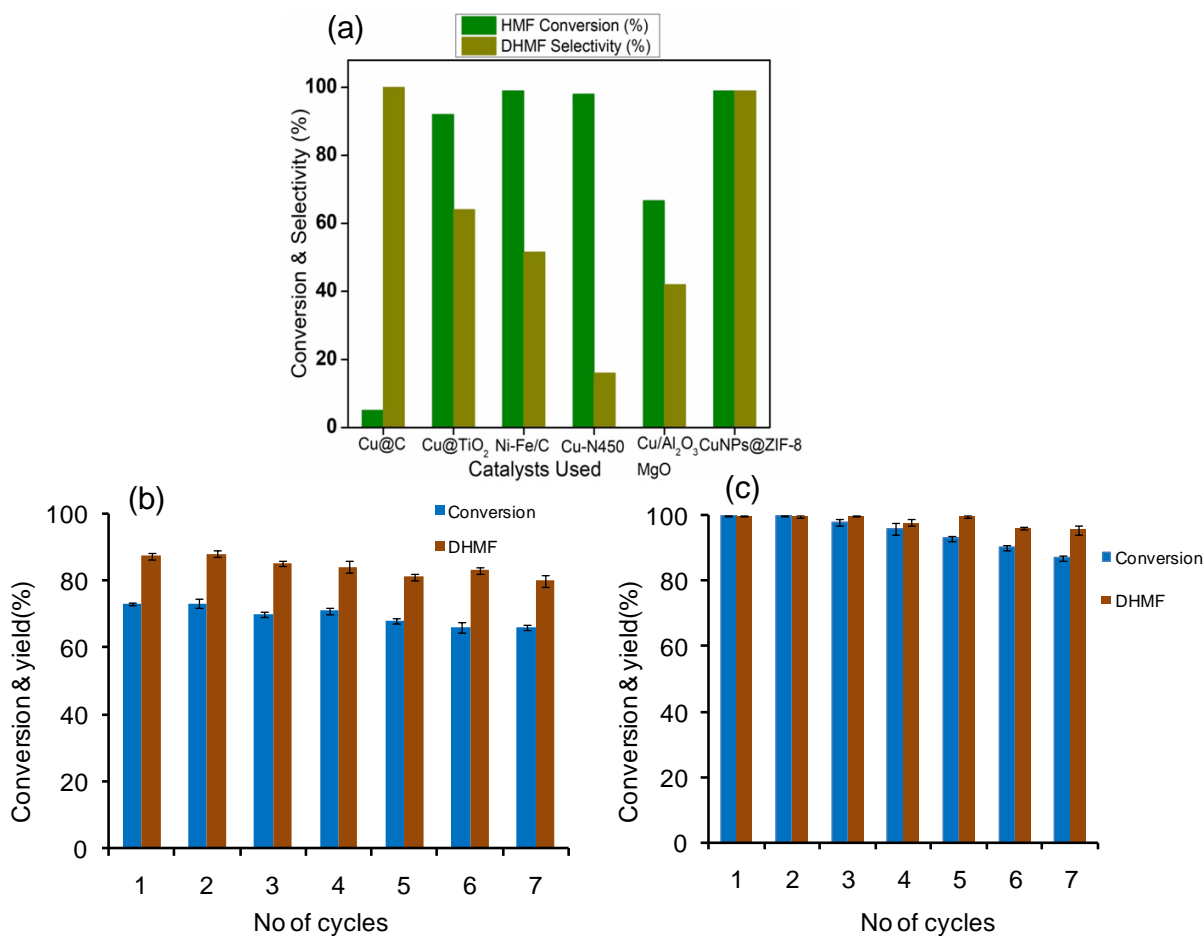 (a)
HMF Conversion (%)
DHMF Selectivity (%)
Conversion & Selectivity (%)
100
80
60
40
20
0
Cu@C Cu@TiO₂ Ni-Fe/C Cu-N450 Cu/Al₂O₃ CuNPs@ZIF-8
MgO
Catalysts Used
(b)
Conversion
DHMF
Conversion & yield(%)
100
80
60
40
20
0
1 2 3 4 5 6 7
No of cycles
(c)
Conversion
DHMF
Conversion & yield(%)
100
80
60
40
20
0
1 2 3 4 5 6 7
No of cycles